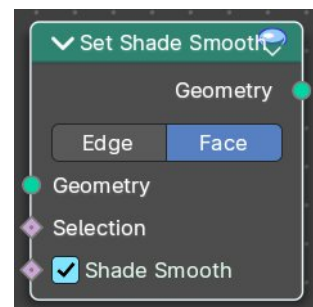 Set Shade Smooth
Geometry
Edge Face
Geometry
Selection
Shade Smooth